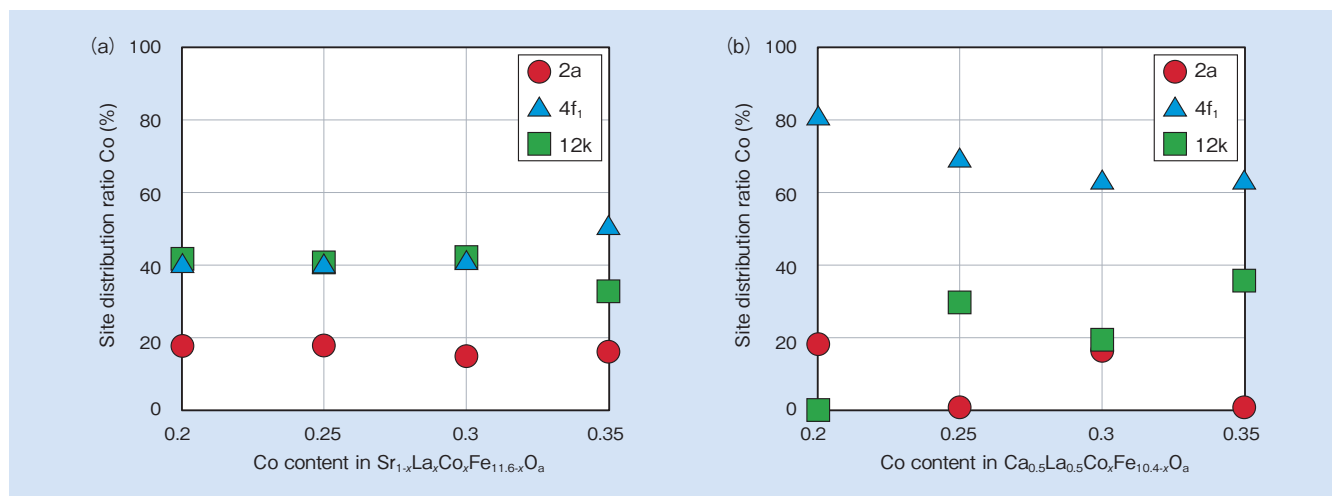 (a)
Site distribution ratio Co (%)
100
80
60
40
20
0
0.2 0.25 0.3 0.35
Co content in Sr₁₋ₓLaₓCoₓFe₁₁.₆₋ₓOₐ
2a
4f₁
12k
(b)
Site distribution ratio Co (%)
100
80
60
40
20
0
0.2 0.25 0.3 0.35
Co content in Ca₀.₅La₀.₅CoₓFe₁₀.₄₋ₓOₐ
2a
4f₁
12k